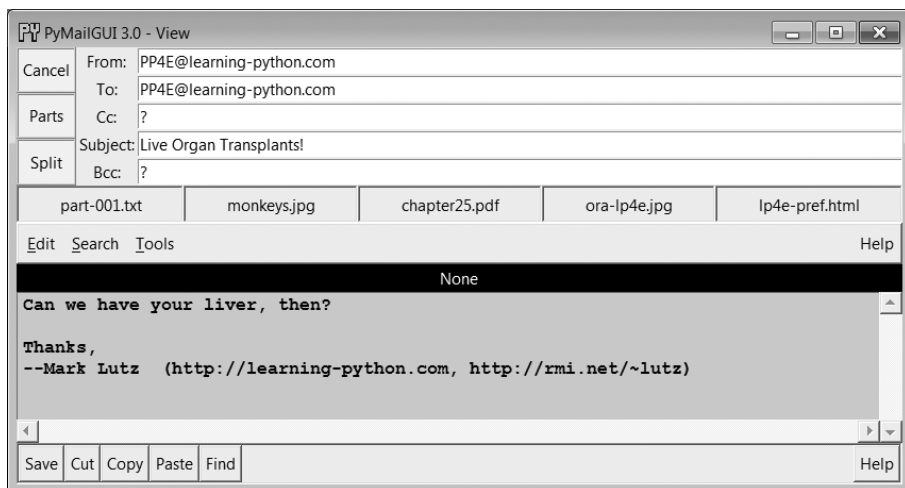 PY PyMailGUI 3.0 - View
Cancel
From: PP4E@learning-python.com
To: PP4E@learning-python.com
Parts
Cc: ?
Subject: Live Organ Transplants!
Split
Bcc: ?
part-001.txt monkeys.jpg chapter25.pdf ora-lp4e.jpg lp4e-pref.html
Edit Search Tools Help
None
Can we have your liver, then?
Thanks,
--Mark Lutz (http://learning-python.com, http://rmi.net/~lutz)
Save Cut Copy Paste Find Help